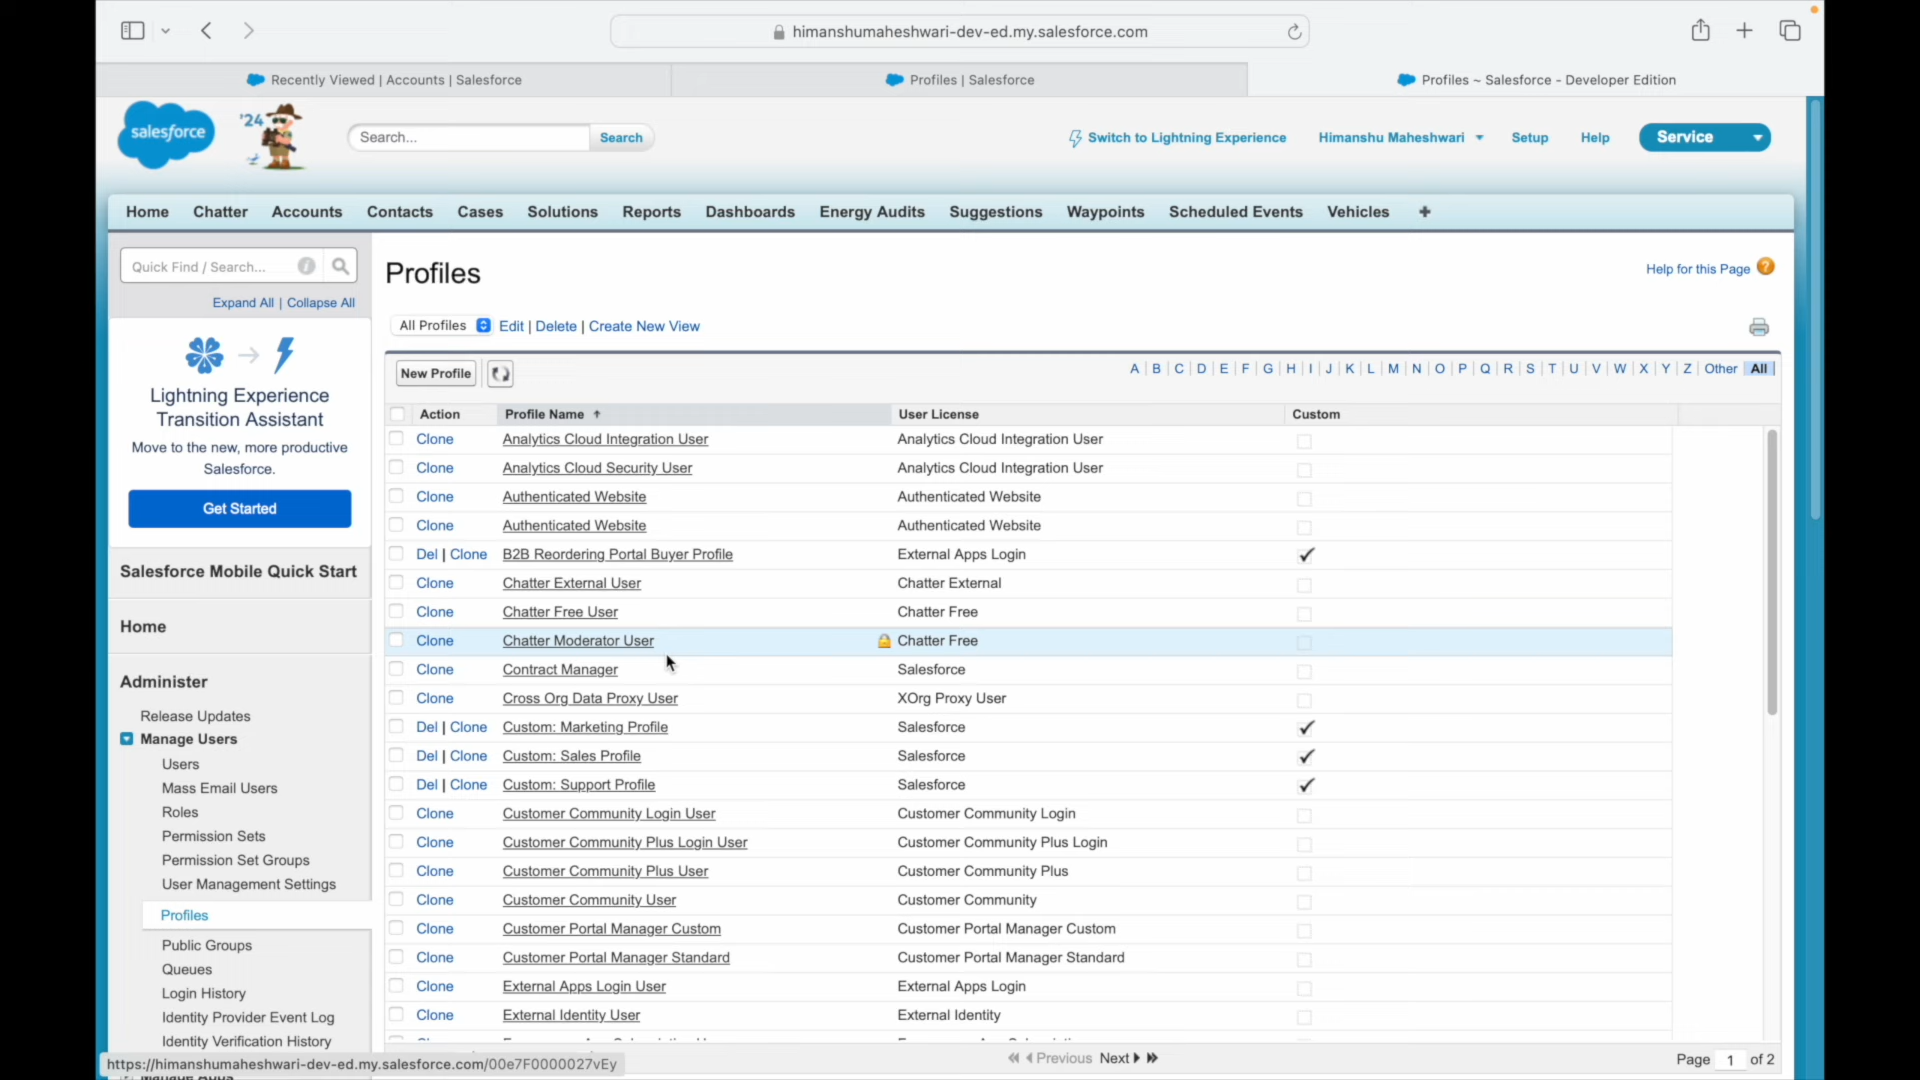 himanshumaheshwari-dev-ed.my.salesforce.com
Recently Viewed | Accounts | Salesforce
Profiles | Salesforce
Profiles ~ Salesforce - Developer Edition
salesforce
'24
Search...
Search
Switch to Lightning Experience
Himanshu Maheshwari
Setup
Help
Service
Home Chatter Accounts Contacts Cases Solutions Reports Dashboards Energy Audits Suggestions Waypoints Scheduled Events Vehicles +
Quick Find / Search...
Expand All | Collapse All
Lightning Experience
Transition Assistant
Move to the new, more productive
Salesforce.
Get Started
Salesforce Mobile Quick Start
Home
Administer
Release Updates
Manage Users
Users
Mass Email Users
Roles
Permission Sets
Permission Set Groups
User Management Settings
Profiles
Public Groups
Queues
Login History
Identity Provider Event Log
Identity Verification History
Profiles
Help for this Page ?
All Profiles Edit | Delete | Create New View
New Profile
A | B | C | D | E | F | G | H | I | J | K | L | M | N | O | P | Q | R | S | T | U | V | W | X | Y | Z | Other | All
Action Profile Name User License Custom
Clone Analytics Cloud Integration User Analytics Cloud Integration User
Clone Analytics Cloud Security User Analytics Cloud Integration User
Clone Authenticated Website Authenticated Website
Clone Authenticated Website Authenticated Website
Del | Clone B2B Reordering Portal Buyer Profile External Apps Login
Clone Chatter External User Chatter External
Clone Chatter Free User Chatter Free
Clone Chatter Moderator User Chatter Free
Clone Contract Manager Salesforce
Clone Cross Org Data Proxy User XOrg Proxy User
Del | Clone Custom: Marketing Profile Salesforce
Del | Clone Custom: Sales Profile Salesforce
Del | Clone Custom: Support Profile Salesforce
Clone Customer Community Login User Customer Community Login
Clone Customer Community Plus Login User Customer Community Plus Login
Clone Customer Community Plus User Customer Community Plus
Clone Customer Community User Customer Community
Clone Customer Portal Manager Custom Customer Portal Manager Custom
Clone Customer Portal Manager Standard Customer Portal Manager Standard
Clone External Apps Login User External Apps Login
Clone External Identity User External Identity
Previous Next
Page 1 of 2
https://himanshumaheshwari-dev-ed.my.salesforce.com/00e7F0000027vEy